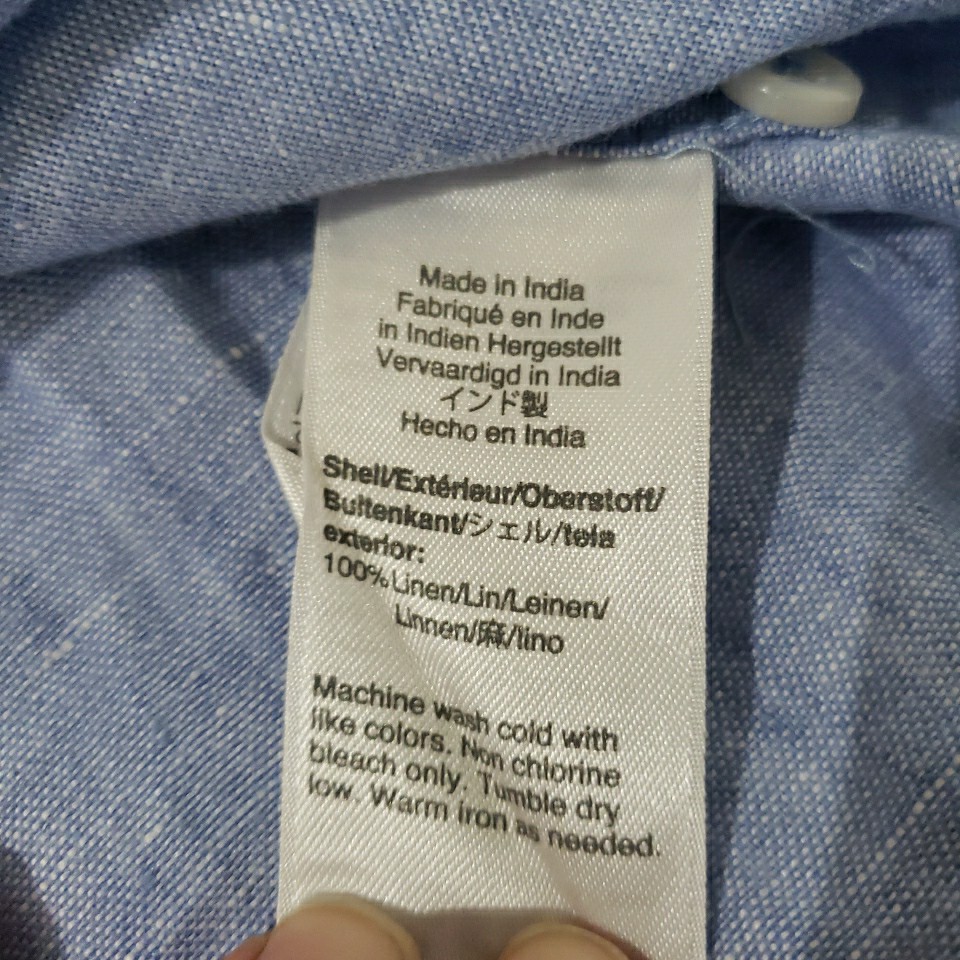 Made in India
Fabriqué en Inde
in Indien Hergestellt
Vervaardigd in India
インド製
Hecho en India
Shell/Extérieur/Oberstoff/
Buitenkant/シェル/tela
exterior:
100% Linen/Lin/Leinen/
Linnen/麻/lino
Machine wash cold with
like colors. Non chlorine
bleach only. Tumble dry
low. Warm iron as needed.